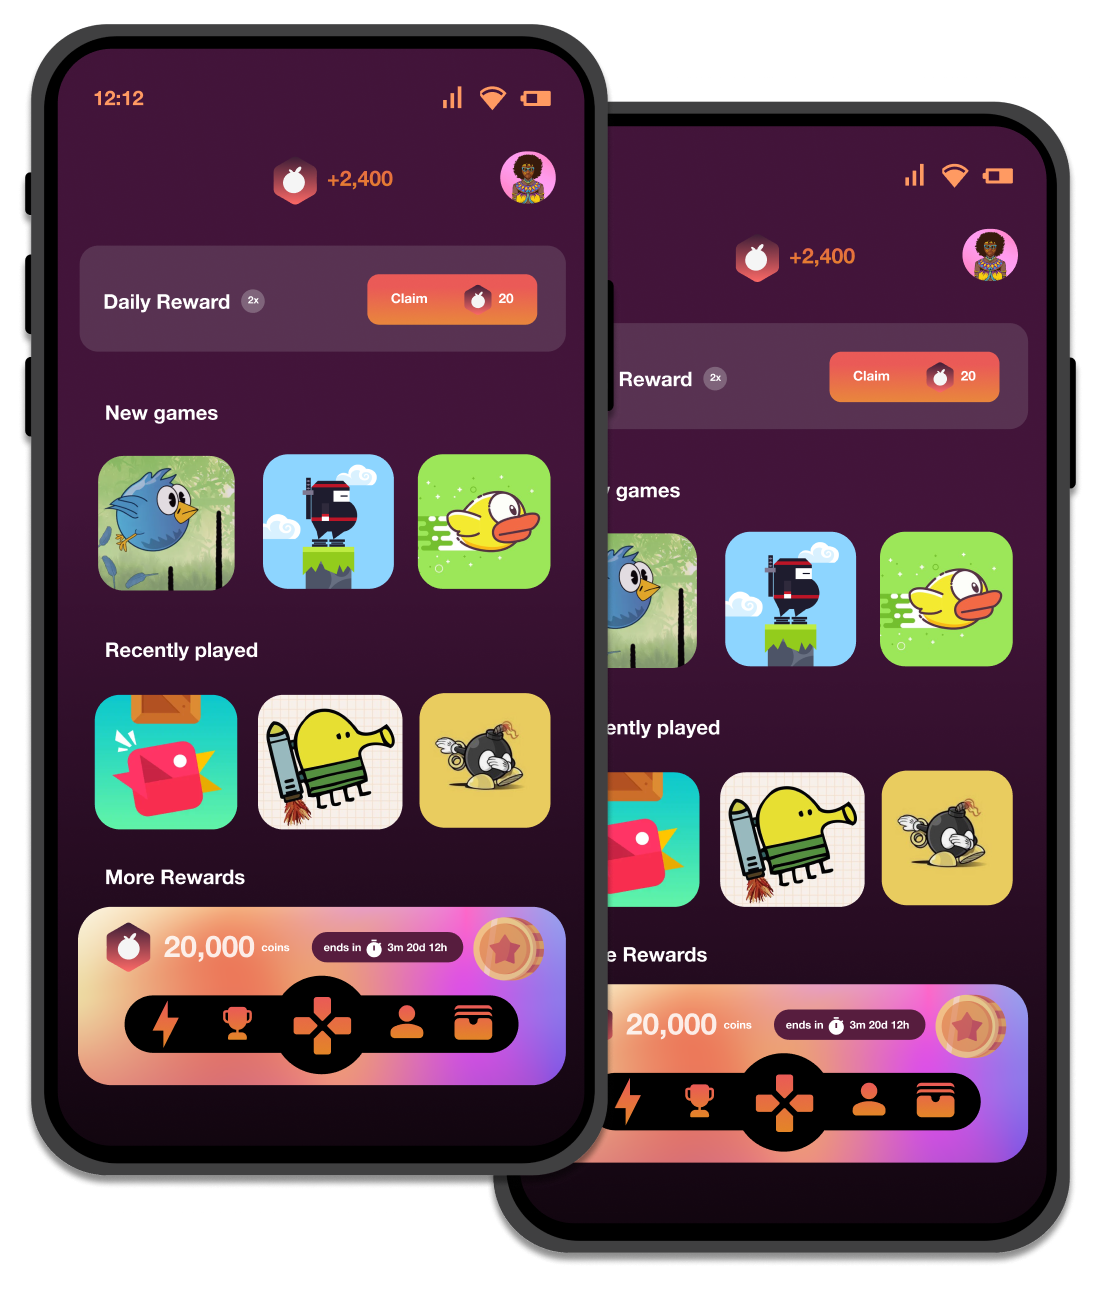 12:12
+2,400
Daily Reward 2x
Claim 20
New games
Recently played
More Rewards
20,000 coins ends in 3m 20d 12h
+2,400
Reward 2x
Claim 20
games
ently played
e Rewards
20,000 coins ends in 3m 20d 12h